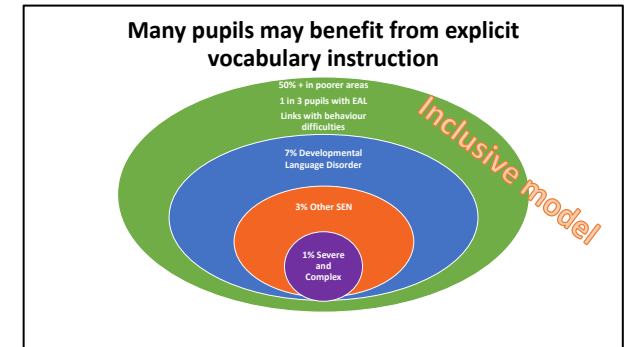 Many pupils may benefit from explicit
vocabulary instruction
50% + in poorer areas
1 in 3 pupils with EAL
Links with behaviour
difficulties
Inclusive model
7% Developmental
Language Disorder
3% Other SEN
1% Severe
and
Complex